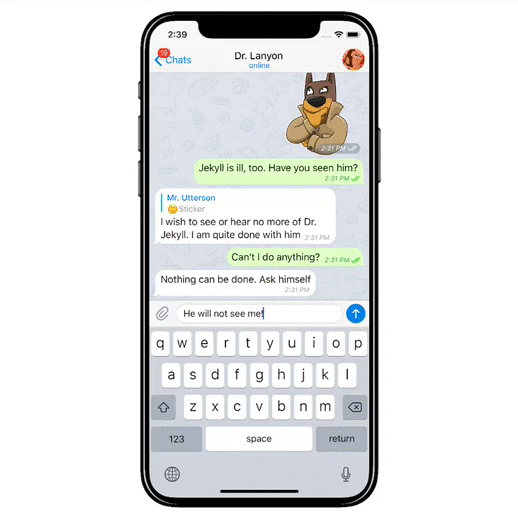 2:39
19
Chats
Dr. Lanyon
online
2:31 PM
Jekyll is ill, too. Have you seen him?
2:31 PM
Mr. Utterson
🤔Sticker
I wish to see or hear no more of Dr.
Jekyll. I am quite done with him 2:31 PM
Can't I do anything? 2:31 PM
Nothing can be done. Ask himself
2:31 PM
He will not see me!
q w e r t y u i o p
a s d f g h j k l
z x c v b n m
123 space return